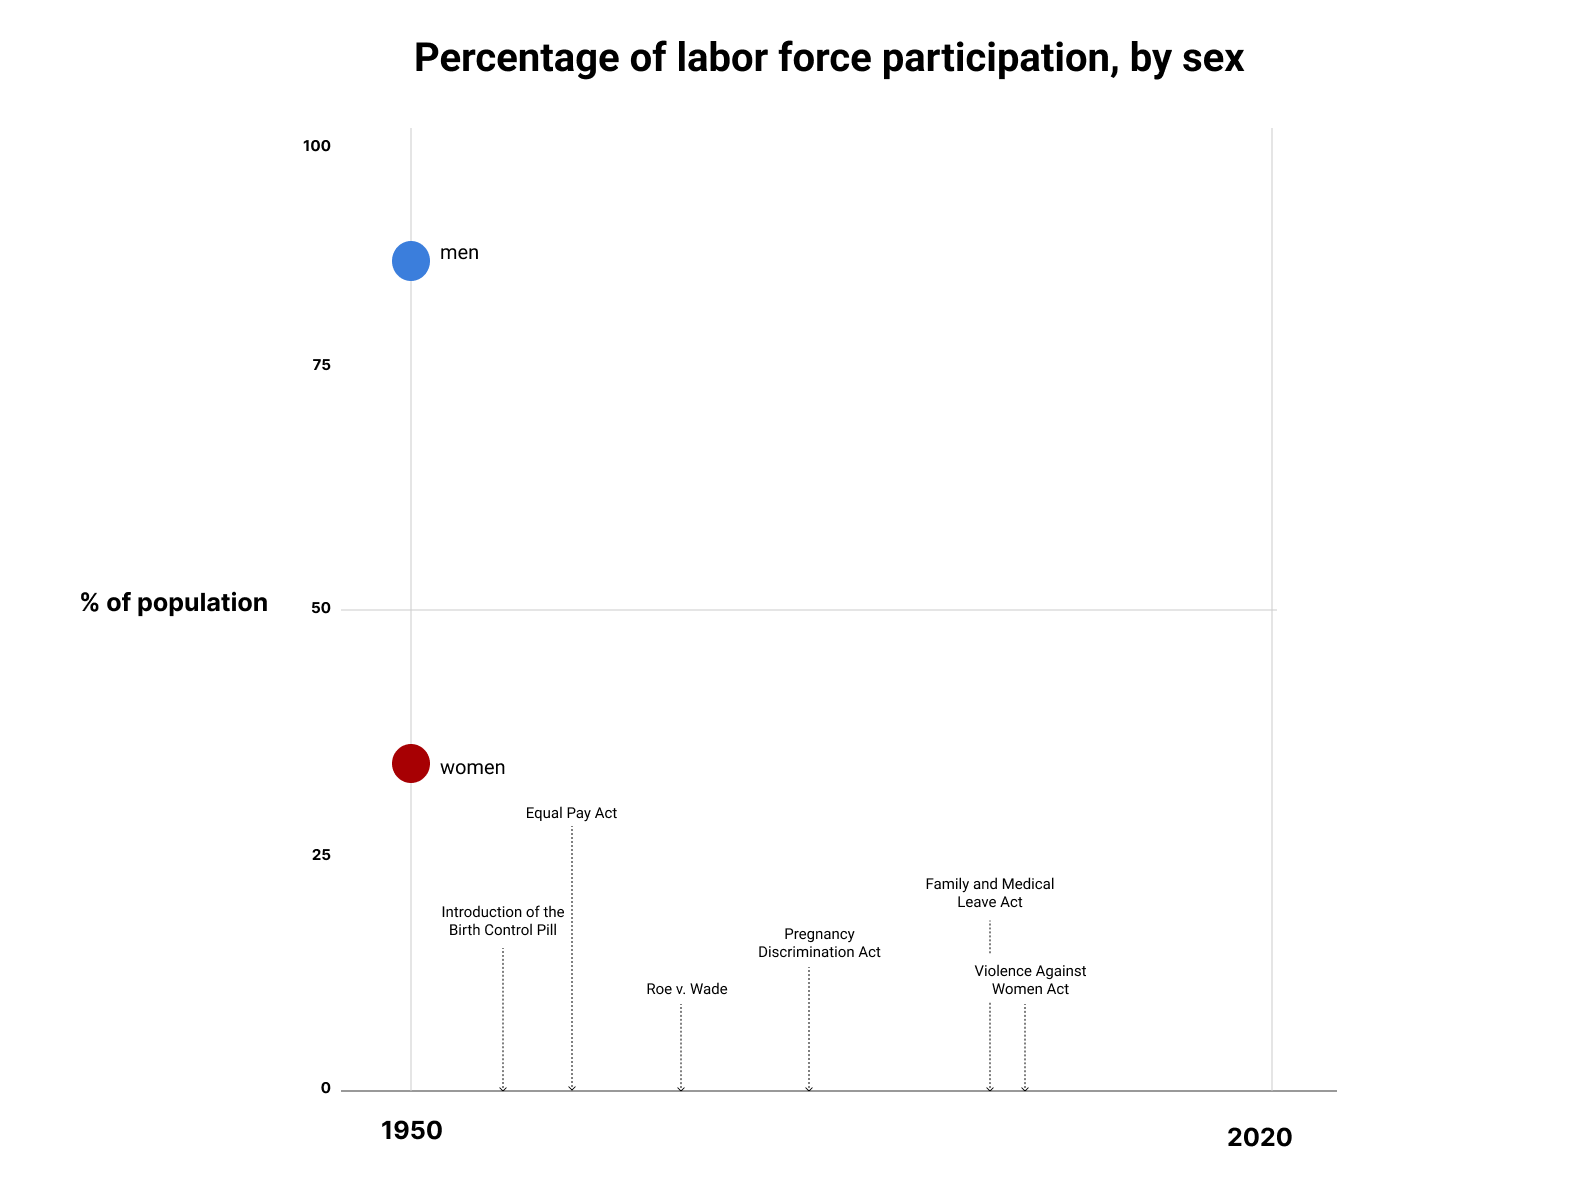 Percentage of labor force participation, by sex
100
men
75
% of population
50
women
Equal Pay Act
25
Family and Medical
Leave Act
Introduction of the
Birth Control Pill
Pregnancy
Discrimination Act
Violence Against
Women Act
Roe v. Wade
0
1950
2020